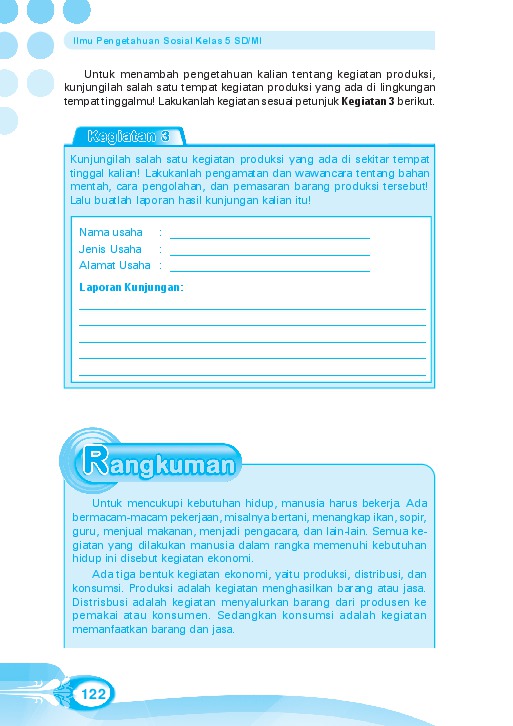 Ilmu Pengetahuan Sosial Kelas 5 SD/MI
Untuk menambah pengetahuan kalian tentang kegiatan produksi,
kunjungilah salah satu tempat kegiatan produksi yang ada di lingkungan
tempat tinggalmu! Lakukanlah kegiatan sesuai petunjuk Kegiatan 3 berikut.
Kegiatan 3
Kunjungilah salah satu kegiatan produksi yang ada di sekitar tempat
tinggal kalian! Lakukanlah pengamatan dan wawancara tentang bahan
mentah, cara pengolahan, dan pemasaran barang produksi tersebut!
Lalu buatlah laporan hasil kunjungan kalian itu!
Nama usaha :
Jenis Usaha :
Alamat Usaha :
Laporan Kunjungan:
Rangkuman
Untuk mencukupi kebutuhan hidup, manusia harus bekerja. Ada
bermacam-macam pekerjaan, misalnya bertani, menangkap ikan, sopir,
guru, menjual makanan, menjadi pengacara, dan lain-lain. Semua ke-
giatan yang dilakukan manusia dalam rangka memenuhi kebutuhan
hidup ini disebut kegiatan ekonomi.
Ada tiga bentuk kegiatan ekonomi, yaitu produksi, distribusi, dan
konsumsi. Produksi adalah kegiatan menghasilkan barang atau jasa.
Distrisbusi adalah kegiatan menyalurkan barang dari produsen ke
pemakai atau konsumen. Sedangkan konsumsi adalah kegiatan
memanfaatkan barang dan jasa.
122